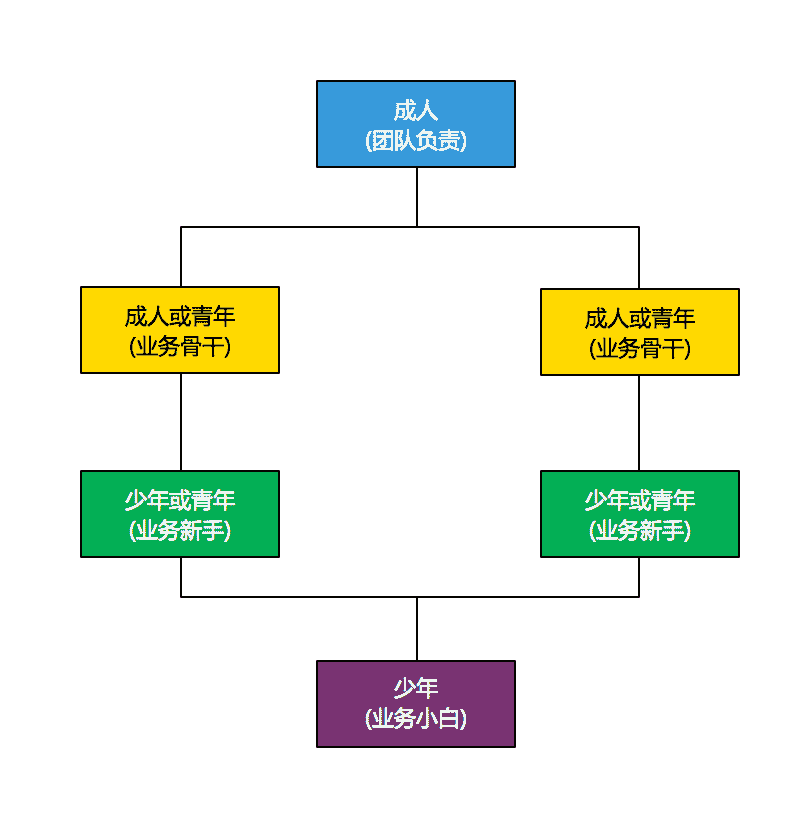 成人
(团队负责)
成人或青年
(业务骨干)
成人或青年
(业务骨干)
少年或青年
(业务新手)
少年或青年
(业务新手)
少年
(业务小白)